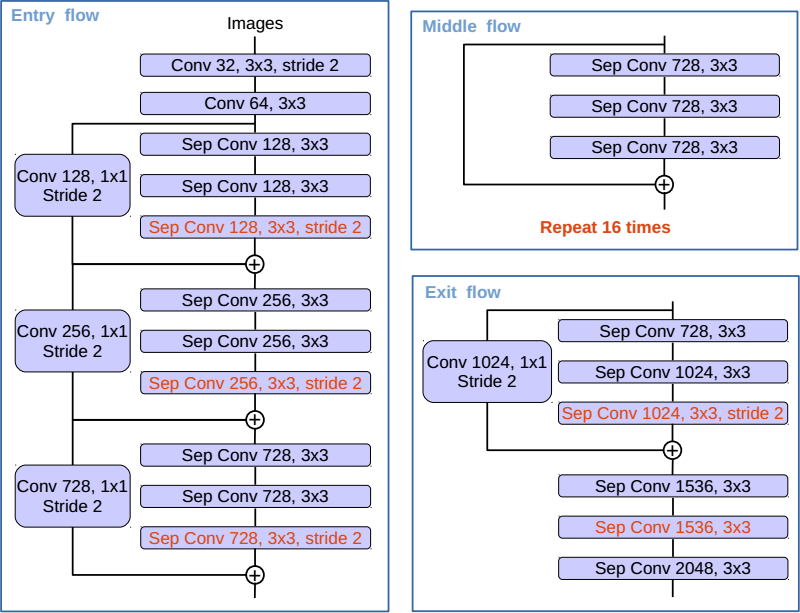 Entry flow
Images
Conv 32, 3x3, stride 2
Conv 64, 3x3
Sep Conv 128, 3x3
Conv 128, 1x1
Stride 2
Sep Conv 128, 3x3
Sep Conv 128, 3x3, stride 2
Sep Conv 256, 3x3
Conv 256, 1x1
Stride 2
Sep Conv 256, 3x3
Sep Conv 256, 3x3, stride 2
Sep Conv 728, 3x3
Conv 728, 1x1
Stride 2
Sep Conv 728, 3x3
Sep Conv 728, 3x3, stride 2
Middle flow
Sep Conv 728, 3x3
Sep Conv 728, 3x3
Sep Conv 728, 3x3
Repeat 16 times
Exit flow
Sep Conv 728, 3x3
Conv 1024, 1x1
Stride 2
Sep Conv 1024, 3x3
Sep Conv 1024, 3x3, stride 2
Sep Conv 1536, 3x3
Sep Conv 1536, 3x3
Sep Conv 2048, 3x3